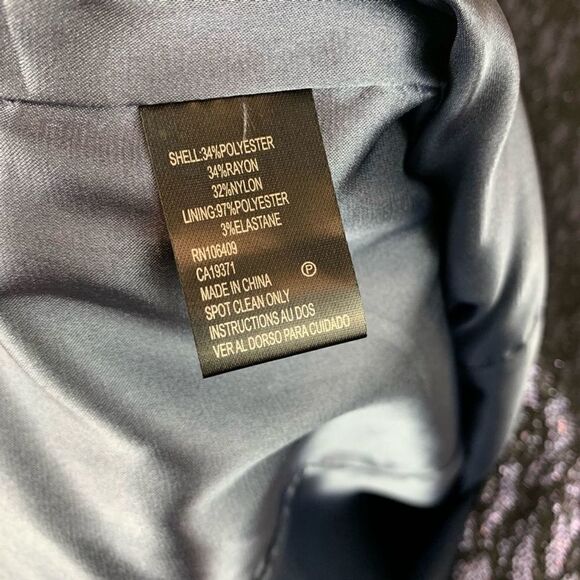 SHELL:34%POLYESTER
34%RAYON
32%NYLON
LINING:97%POLYESTER
3%ELASTANE
RN106409
CA19371
MADE IN CHINA P
SPOT CLEAN ONLY
INSTRUCTIONS AU DOS
VER AL DORSO PARA CUIDADO